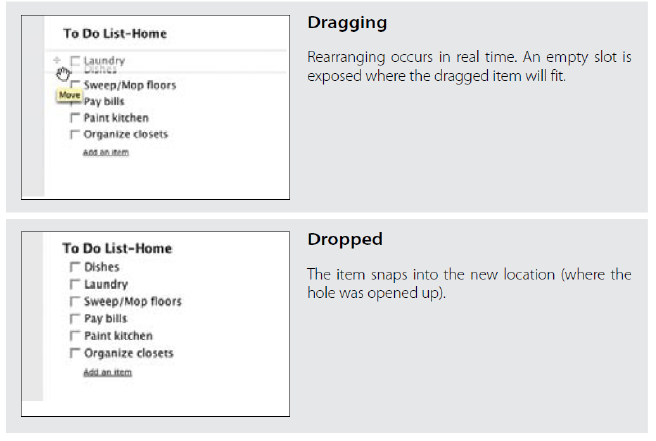 To Do List-Home
Laundry
Dishes
Sweep/Mop floors
Move
Pay bills
Paint kitchen
Organize closets
Add an item
Dragging
Rearranging occurs in real time. An empty slot is
exposed where the dragged item will fit.
To Do List-Home
Dishes
Laundry
Sweep/Mop floors
Pay bills
Paint kitchen
Organize closets
Add an item
Dropped
The item snaps into the new location (where the
hole was opened up).